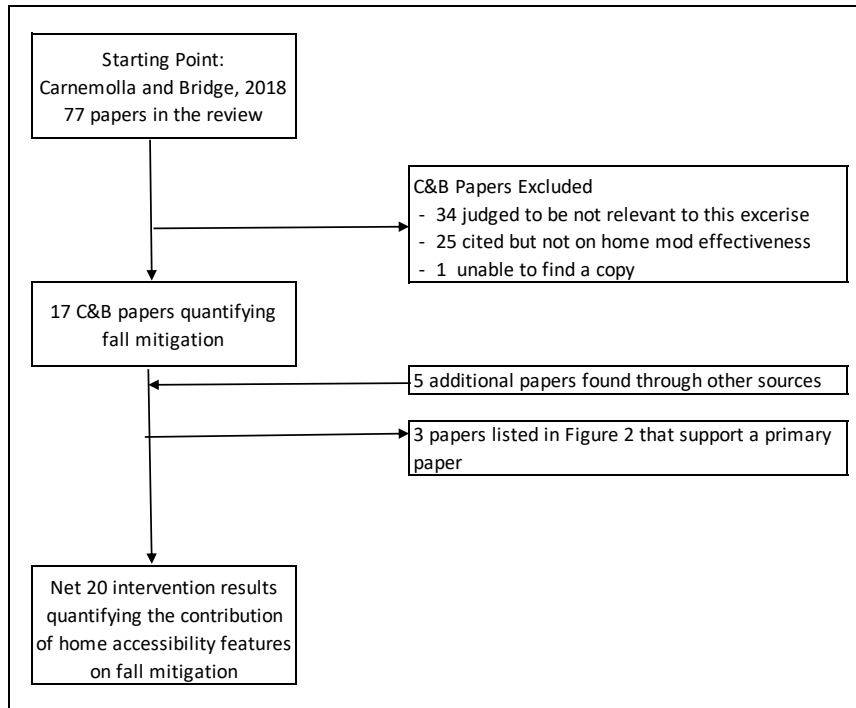 Starting Point:
Carnemolla and Bridge, 2018
77 papers in the review
C&B Papers Excluded
- 34 judged to be not relevant to this excerise
- 25 cited but not on home mod effectiveness
- 1 unable to find a copy
17 C&B papers quantifying
fall mitigation
5 additional papers found through other sources
3 papers listed in Figure 2 that support a primary
paper
Net 20 intervention results
quantifying the contribution
of home accessibility features
on fall mitigation